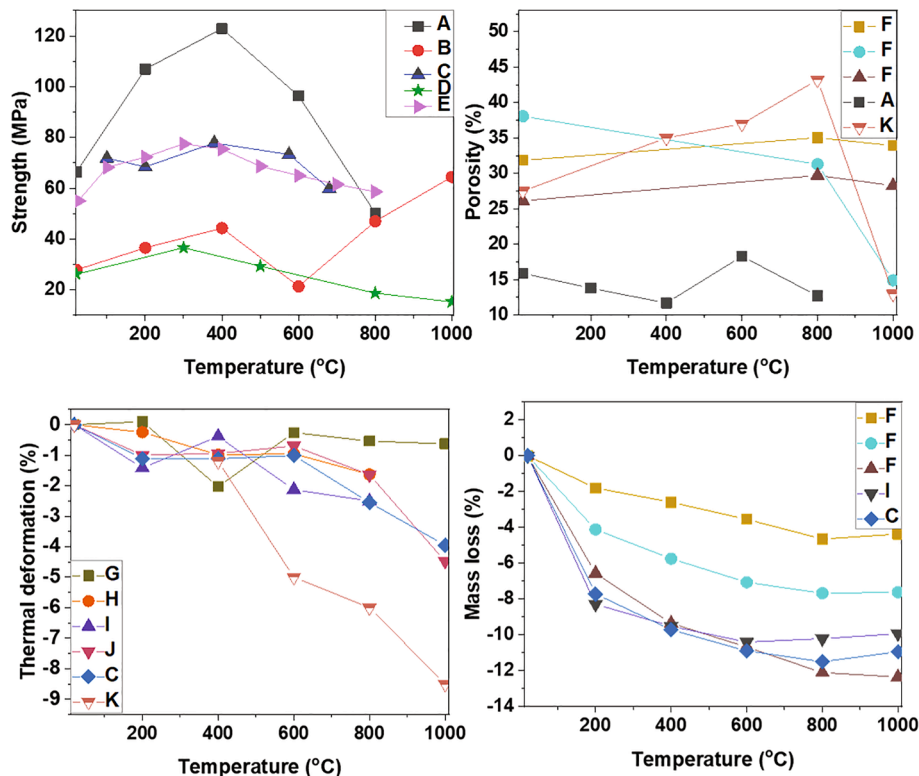 120
100
80
60
40
20
Strength (MPa)
200 400 600 800 1000
Temperature (°C)
A
B
C
D
E
50
45
40
35
30
25
20
15
10
Porosity (%)
200 400 600 800 1000
Temperature (°C)
F
F
F
A
K
0
-1
-2
-3
-4
-5
-6
-7
-8
-9
Thermal deformation (%)
200 400 600 800 1000
Temperature (°C)
G
H
I
J
C
K
2
0
-2
-4
-6
-8
-10
-12
-14
Mass loss (%)
200 400 600 800 1000
Temperature (°C)
F
F
F
I
C